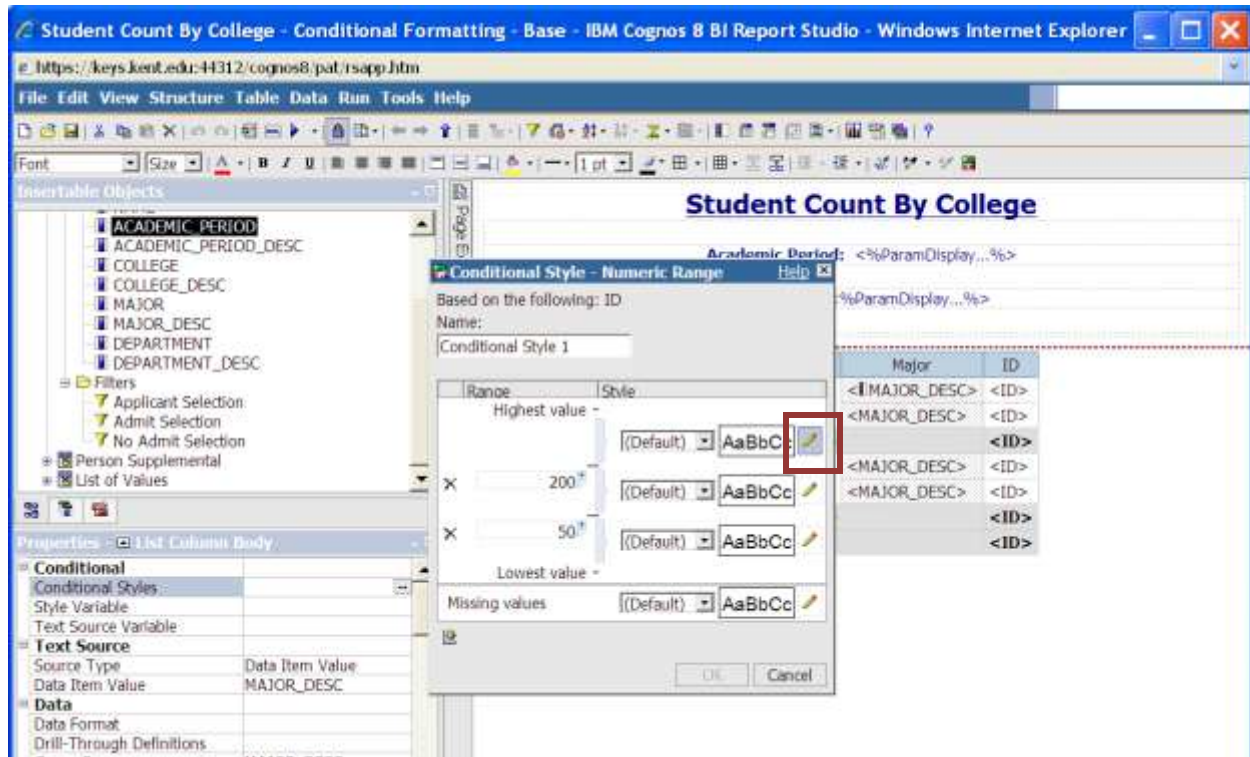 Student Count By College - Conditional Formatting - Base - IBM Cognos 8 BI Report Studio - Windows Internet Explorer
https://keys.kent.edu:44312/cognos8/pat/rsapp.htm
File Edit View Structure Table Data Run Tools Help
Font Size 1 pt
Insertable Objects
ACADEMIC_PERIOD
ACADEMIC_PERIOD_DESC
COLLEGE
COLLEGE_DESC
MAJOR
MAJOR_DESC
DEPARTMENT
DEPARTMENT_DESC
Filters
Applicant Selection
Admit Selection
No Admit Selection
Person Supplemental
List of Values
Properties - List Column Body
Conditional
Conditional Styles
Style Variable
Text Source Variable
Text Source
Source Type Data Item Value
Data Item Value MAJOR_DESC
Data
Data Format
Drill-Through Definitions
Page
Student Count By College
Academic Period: <%ParamDisplay...%>
%ParamDisplay...%>
Major ID
<MAJOR_DESC> <ID>
<MAJOR_DESC> <ID>
<ID>
<MAJOR_DESC> <ID>
<MAJOR_DESC> <ID>
<ID>
<ID>
Conditional Style - Numeric Range Help
Based on the following: ID
Name:
Conditional Style 1
Range Style
Highest value
(Default) AaBbCc
200 (Default) AaBbCc
50 (Default) AaBbCc
Lowest value
Missing values (Default) AaBbCc
OK Cancel